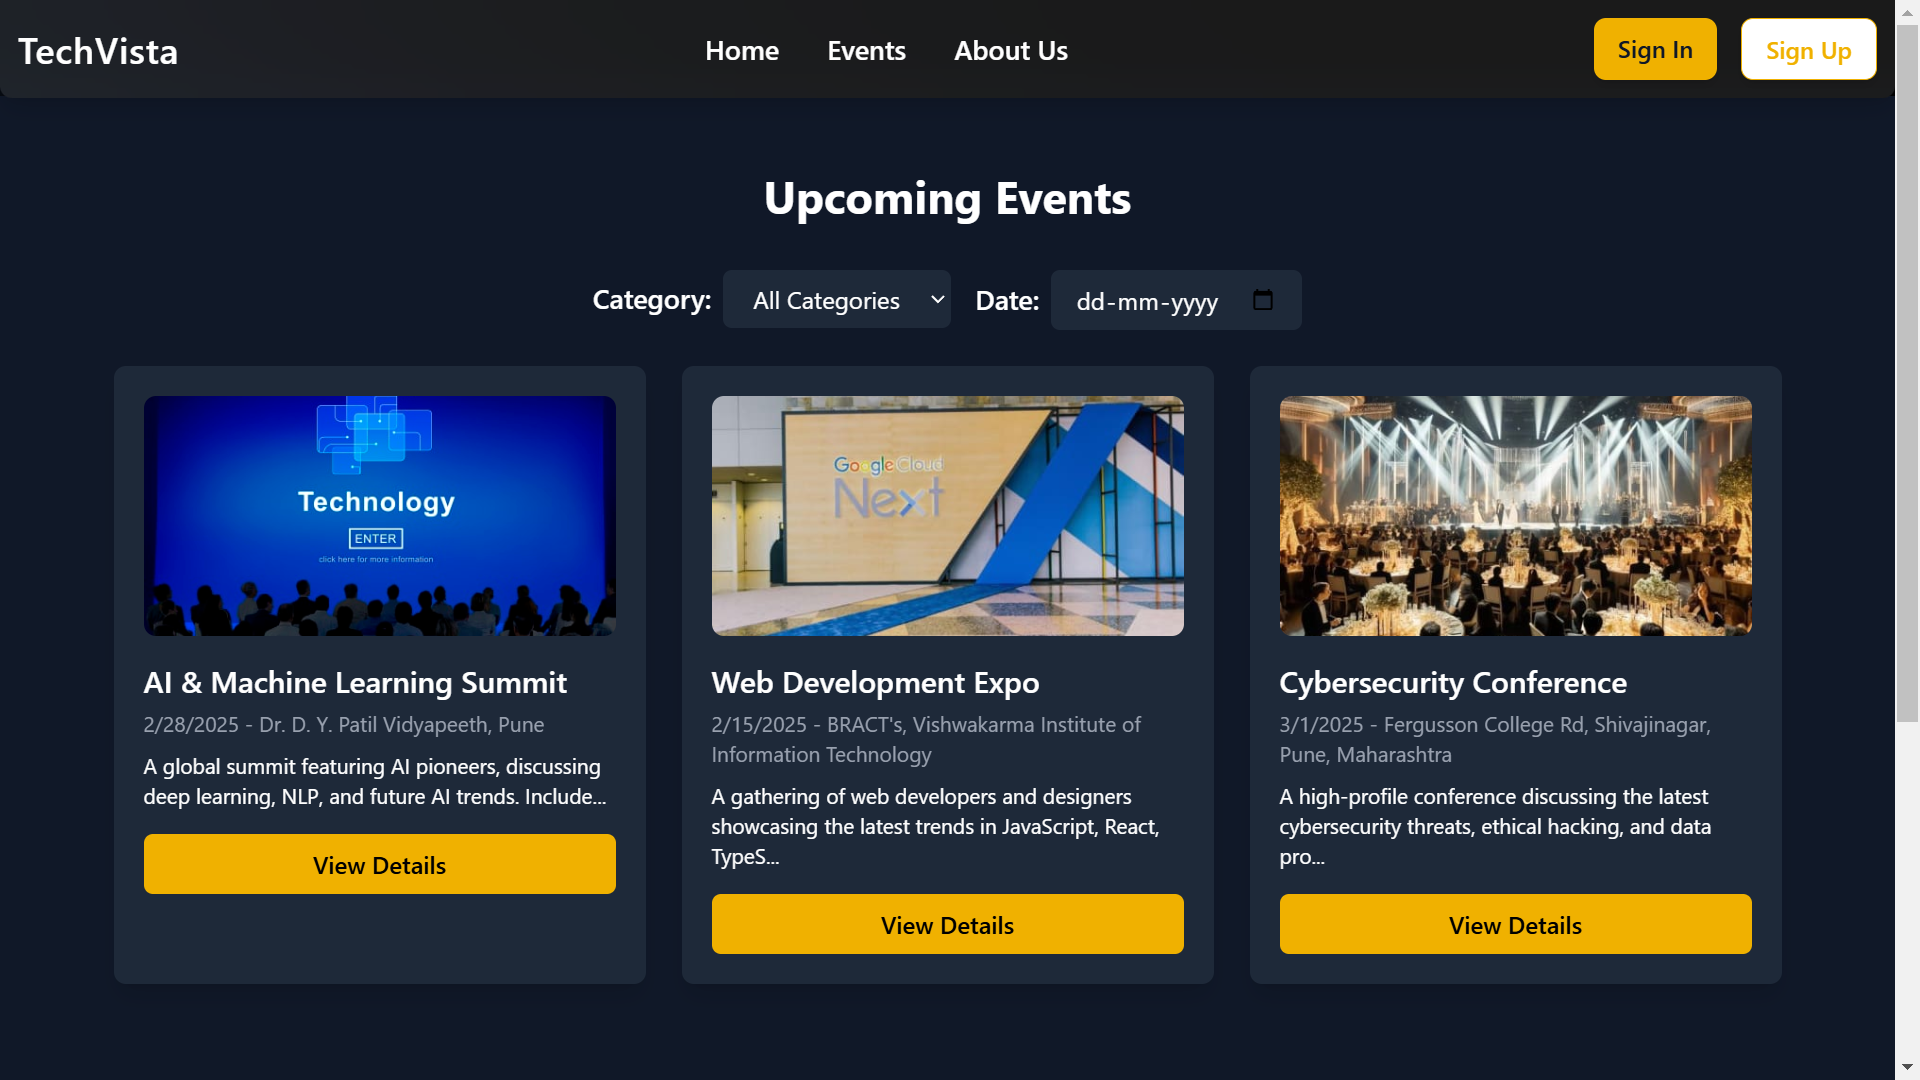 TechVista
Home
Events
About Us
Sign In
Sign Up
Upcoming Events
Category:
All Categories
Date:
dd-mm-yyyy
Technology
ENTER
click here for more information
AI & Machine Learning Summit
2/28/2025 - Dr. D. Y. Patil Vidyapeeth, Pune
A global summit featuring AI pioneers, discussing
deep learning, NLP, and future AI trends. Include...
View Details
Google Cloud
Next
Web Development Expo
2/15/2025 - BRACT's, Vishwakarma Institute of
Information Technology
A gathering of web developers and designers
showcasing the latest trends in JavaScript, React,
TypeS...
View Details
Cybersecurity Conference
3/1/2025 - Fergusson College Rd, Shivajinagar,
Pune, Maharashtra
A high-profile conference discussing the latest
cybersecurity threats, ethical hacking, and data
pro...
View Details